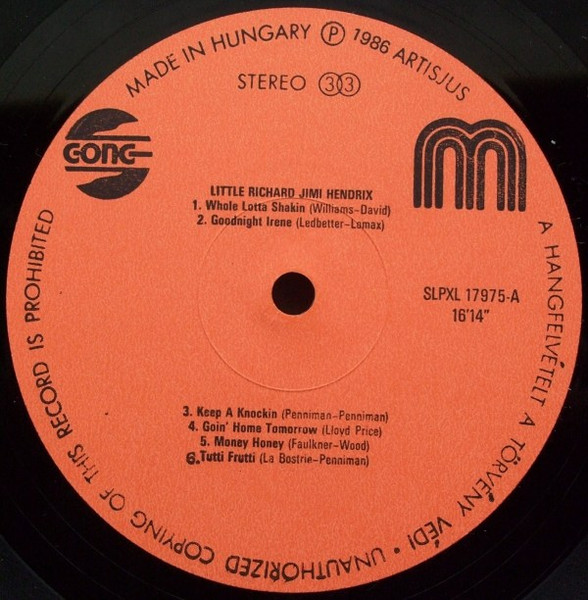 MADE IN HUNGARY Ⓟ 1986 ARTISJUS
STEREO 33
GONG
LITTLE RICHARD JIMI HENDRIX
1. Whole Lotta Shakin (Williams-David)
2. Goodnight Irene (Ledbetter-Lomax)
SLPXL 17975-A
16'14"
3. Keep A Knockin (Penniman-Penniman)
4. Goin' Home Tomorrow (Lloyd Price)
5. Money Honey (Faulkner-Wood)
6. Tutti Frutti (La Bostrie-Penniman)
A HANGFELVÉTELT A TÖRVÉNY VÉDI • UNAUTHORIZED COPYING OF THIS RECORD IS PROHIBITED